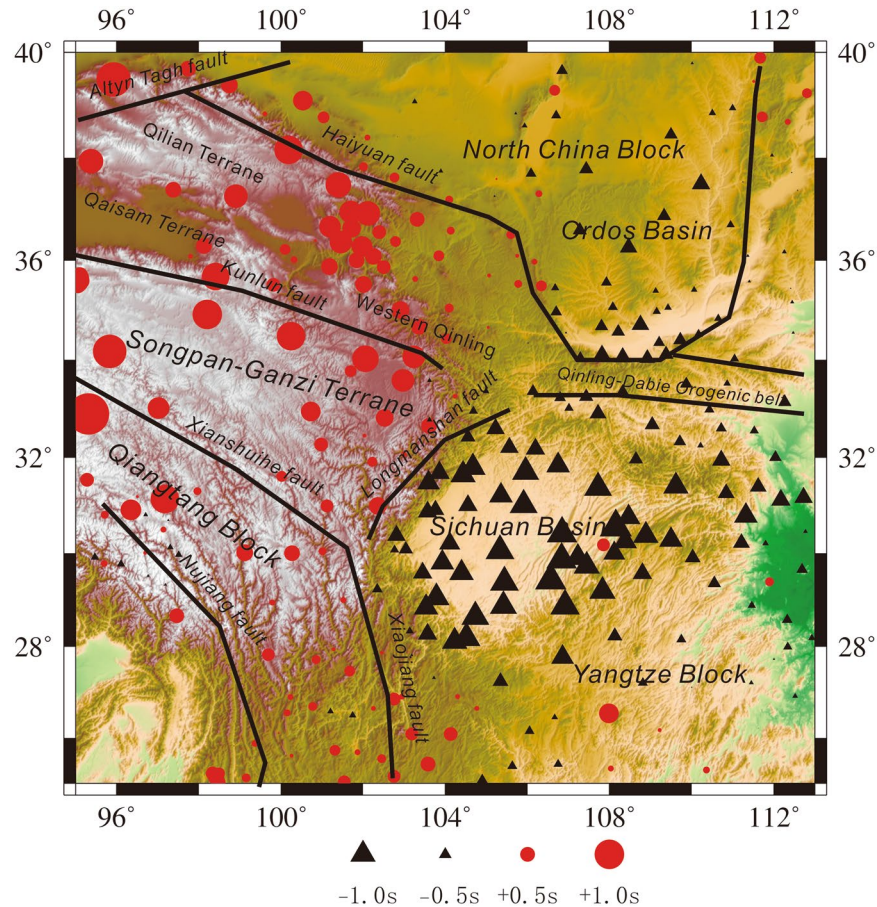 96° 100° 104° 108° 112°
40° 40°
Altyn Tagh fault
Qilian Terrane
Haiyuan fault
North China Block
Qaisam Terrane
Ordos Basin
36° 36°
Kunlun fault
Western Qinling
Songpan-Ganzi Terrane
Qinling-Dabie Orogenic belt
Longmanshan fault
Xianshuihe fault
32° 32°
Qiangtang Block
Sichuan Basin
Nujiang fault
Xiaojiang fault
28° 28°
Yangtze Block
96° 100° 104° 108° 112°
-1.0s -0.5s +0.5s +1.0s